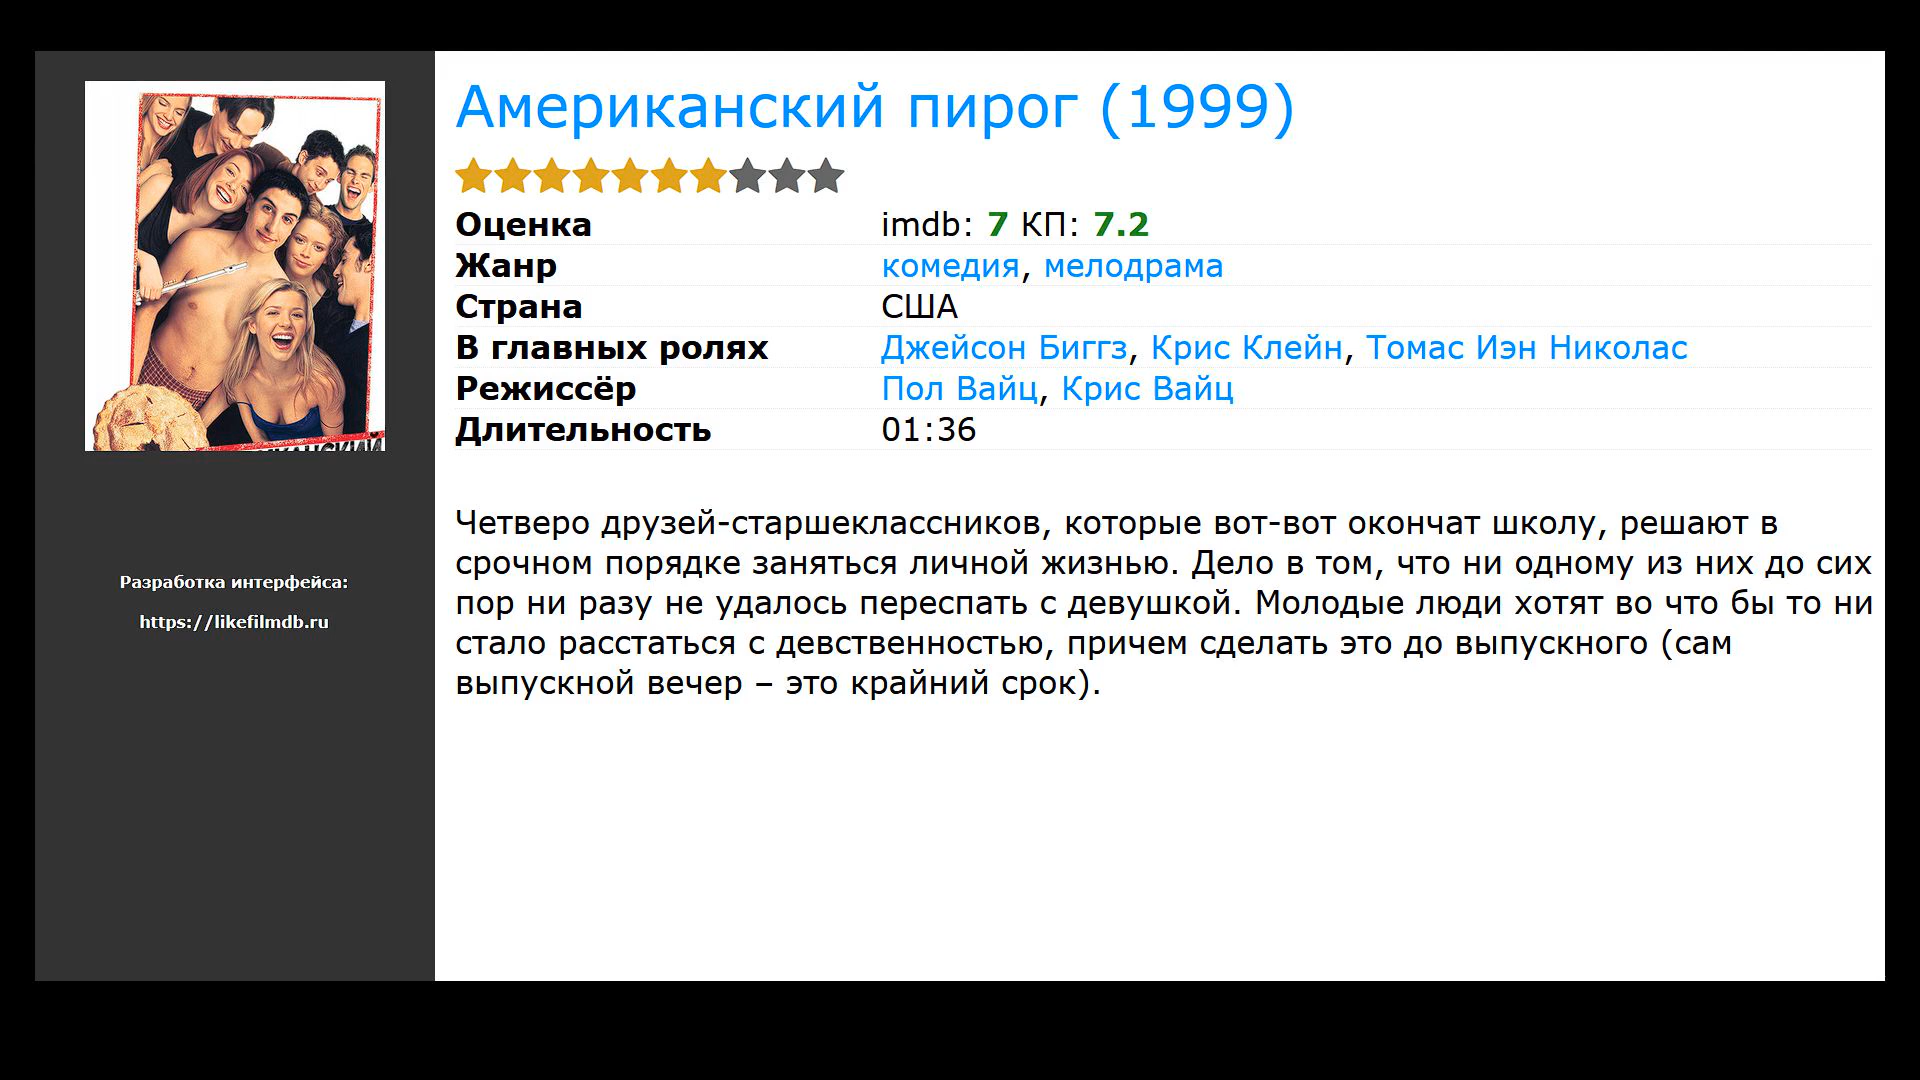 Американский пирог (1999)
Оценка imdb: 7 КП: 7.2
Жанр комедия, мелодрама
Страна США
В главных ролях Джейсон Биггз, Крис Клейн, Томас Иэн Николас
Режиссёр Пол Вайц, Крис Вайц
Длительность 01:36
Четверо друзей-старшеклассников, которые вот-вот окончат школу, решают в
срочном порядке заняться личной жизнью. Дело в том, что ни одному из них до сих
пор ни разу не удалось переспать с девушкой. Молодые люди хотят во что бы то ни
стало расстаться с девственностью, причем сделать это до выпускного (сам
выпускной вечер – это крайний срок).
Разработка интерфейса:
https://likefilmdb.ru